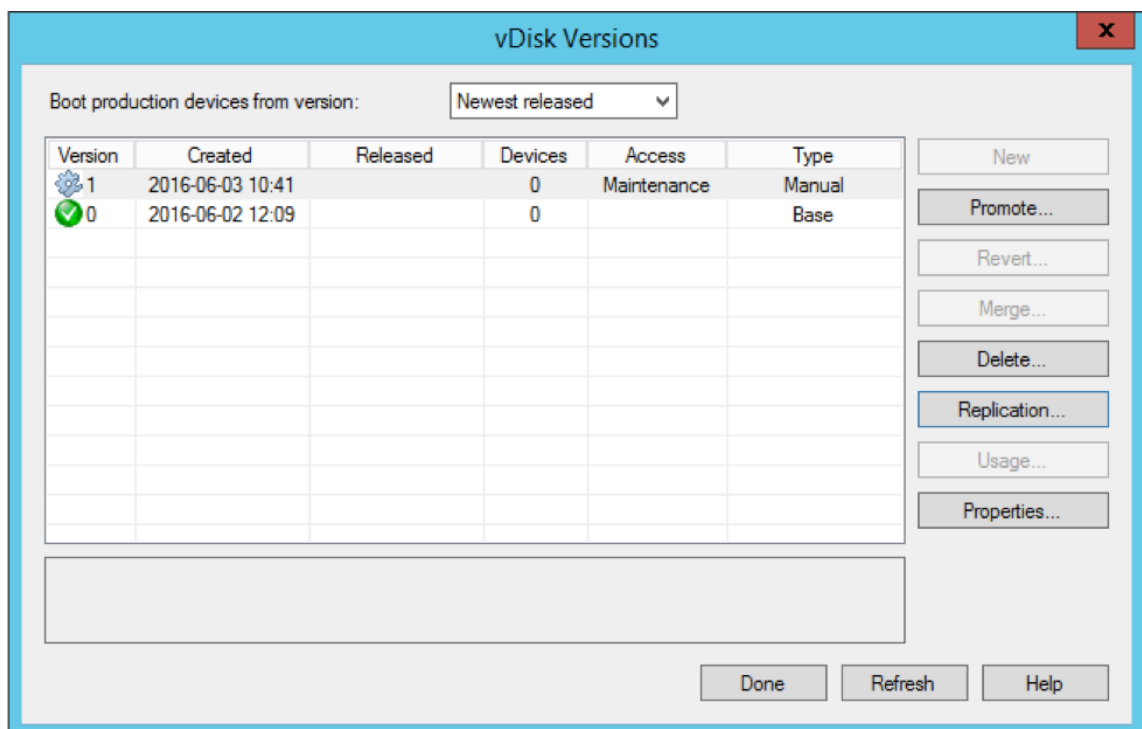 vDisk Versions
x
Boot production devices from version: Newest released
Version Created Released Devices Access Type
1 2016-06-03 10:41 0 Maintenance Manual
0 2016-06-02 12:09 0 Base
New
Promote...
Revert...
Merge...
Delete...
Replication...
Usage...
Properties...
Done Refresh Help